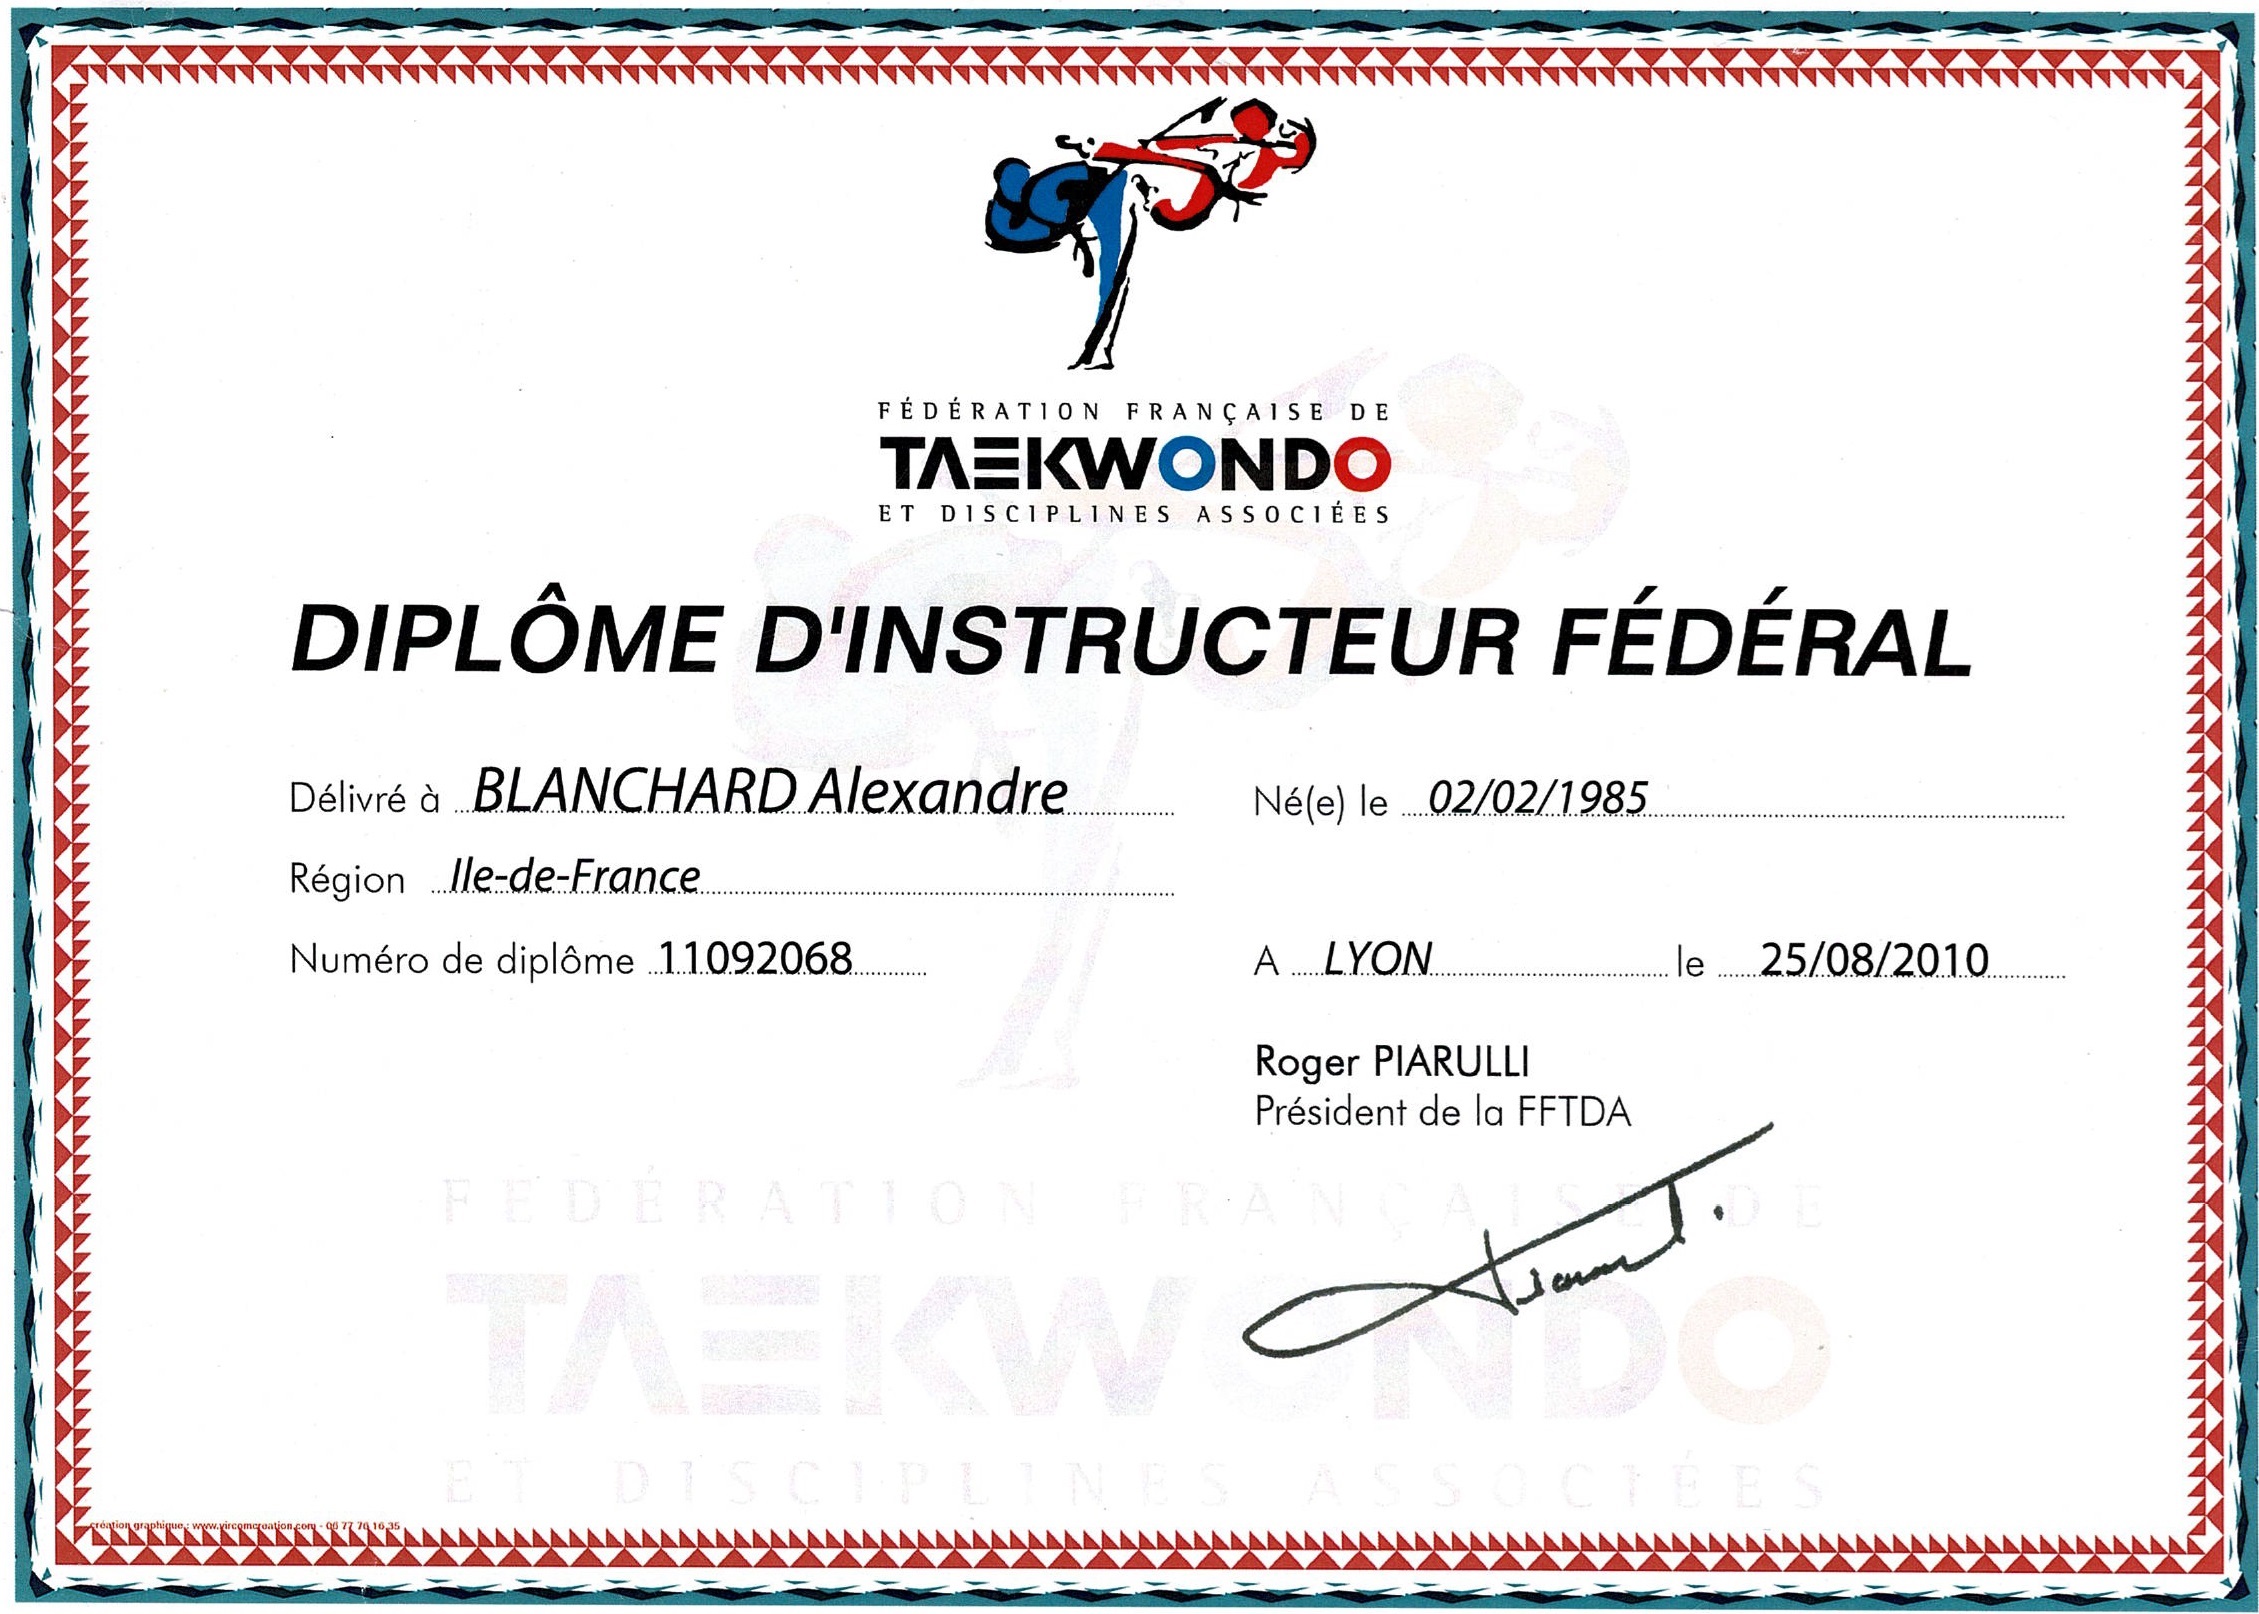 FÉDÉRATION FRANÇAISE DE
TAEKWONDO
ET DISCIPLINES ASSOCIÉES
DIPLÔME D'INSTRUCTEUR FÉDÉRAL
Délivré à BLANCHARD Alexandre Né(e) le 02/02/1985
Région Ile-de-France
Numéro de diplôme 11092068 A LYON le 25/08/2010
Roger PIARULLI
Président de la FFTDA
FÉDÉRATION FRANÇAISE DE
TAEKWONDO
ET DISCIPLINES ASSOCIÉES
création graphique : www.vircomcreation.com - 06 77 76 16 35